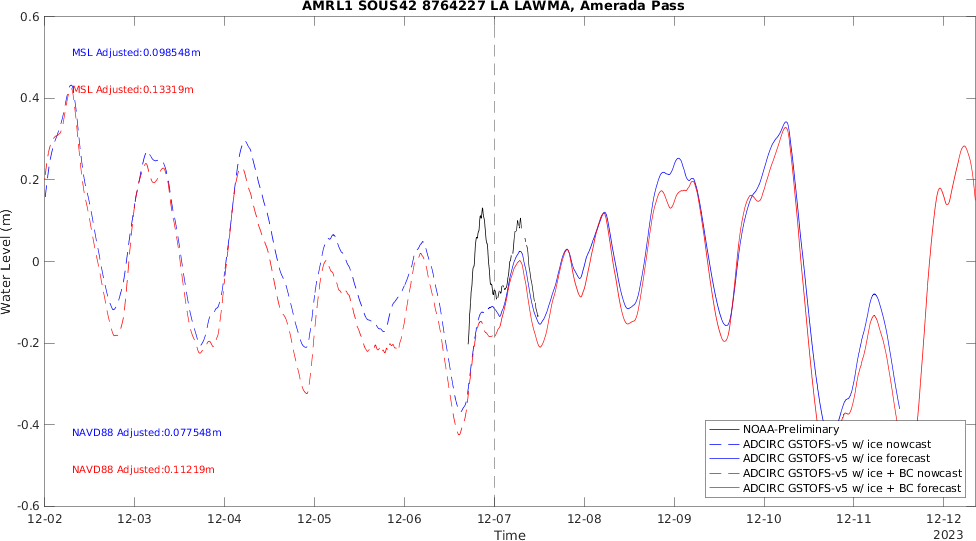 AMRL1 SOUS42 8764227 LA LAWMA, Amerada Pass
0.6
MSL Adjusted:0.098548m
MSL Adjusted:0.13319m
0.4
0.2
0
-0.2
-0.4
-0.6
Water Level (m)
NAVD88 Adjusted:0.077548m
NAVD88 Adjusted:0.11219m
NOAA-Preliminary
ADCIRC GSTOFS-v5 w/ ice nowcast
ADCIRC GSTOFS-v5 w/ ice forecast
ADCIRC GSTOFS-v5 w/ ice + BC nowcast
ADCIRC GSTOFS-v5 w/ ice + BC forecast
12-02 12-03 12-04 12-05 12-06 12-07 12-08 12-09 12-10 12-11 12-12
Time
2023